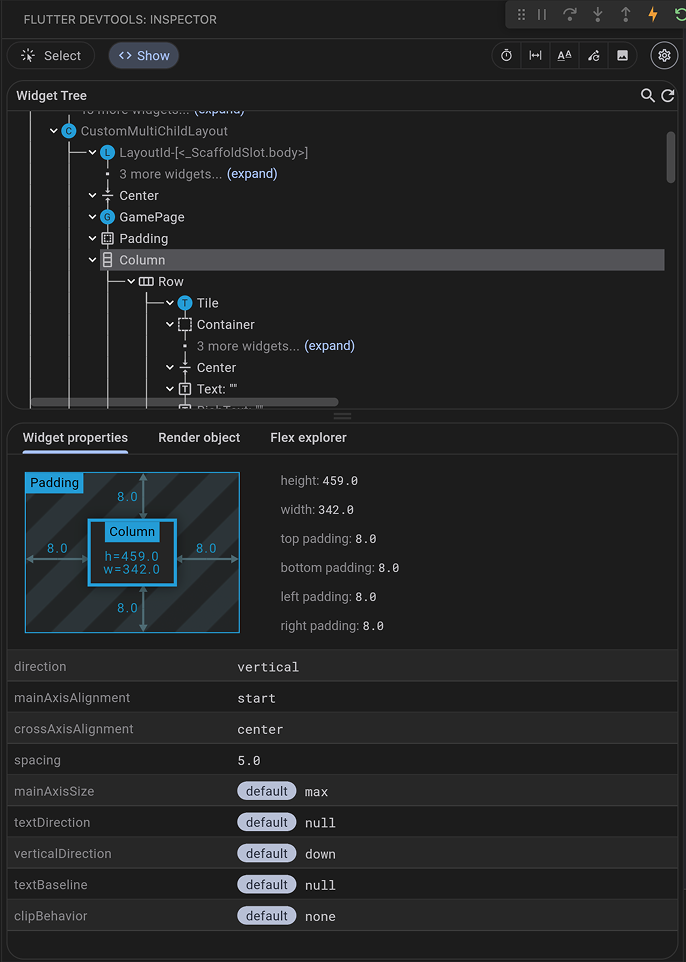 FLUTTER DEVTOOLS: INSPECTOR
Select
<> Show
AA
Widget Tree
more widgets... (expand)
C CustomMultiChildLayout
L LayoutId-[<_ScaffoldSlot.body>]
3 more widgets... (expand)
Center
G GamePage
Padding
Column
Row
T Tile
Container
3 more widgets... (expand)
Center
T Text: ""
RichText: ""
Widget properties Render object Flex explorer
Padding
8.0
Column
8.0
h=459.0
w=342.0
8.0
8.0
height: 459.0
width: 342.0
top padding: 8.0
bottom padding: 8.0
left padding: 8.0
right padding: 8.0
direction vertical
mainAxisAlignment start
crossAxisAlignment center
spacing 5.0
mainAxisSize default max
textDirection default null
verticalDirection default down
textBaseline default null
clipBehavior default none